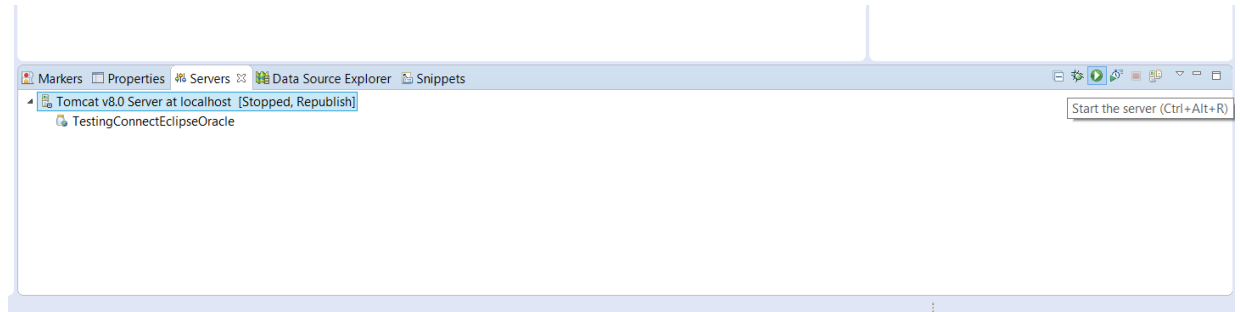 Markers Properties Servers Data Source Explorer Snippets
Tomcat v8.0 Server at localhost [Stopped, Republish]
Start the server (Ctrl+Alt+R)
TestingConnectEclipseOracle